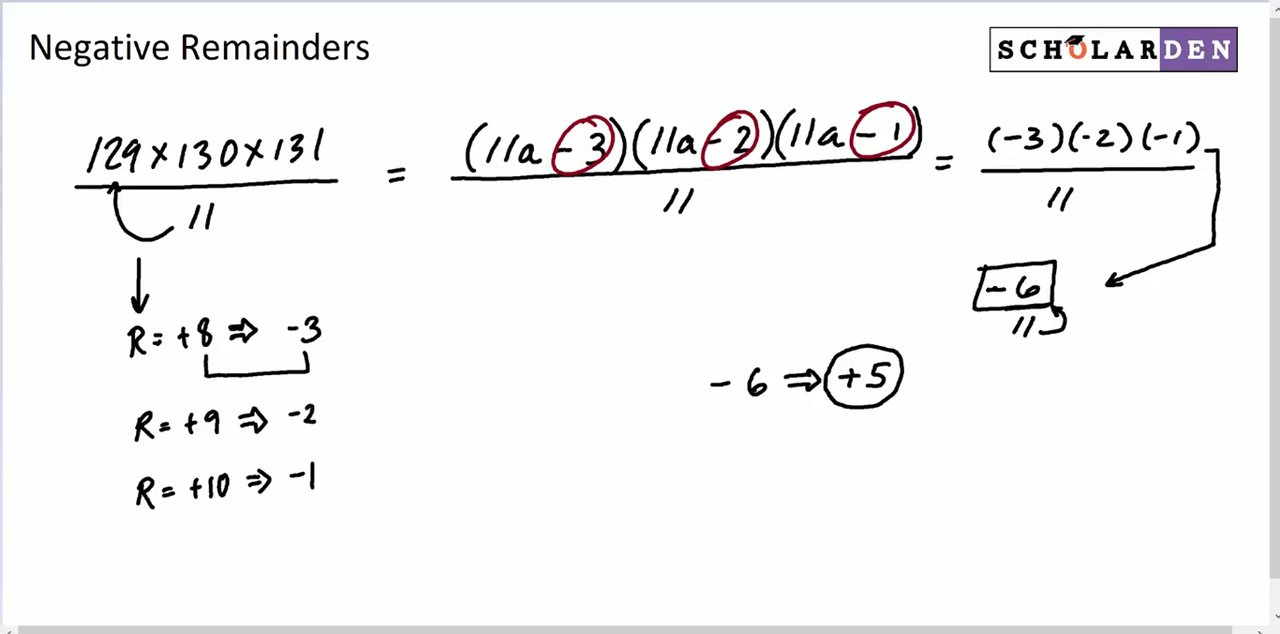 Negative Remainders
SCHOLARDEN
129×130×131 / 11 = (11a - 3)(11a - 2)(11a - 1) / 11 = (-3)(-2)(-1) / 11
-6 / 11
R = +8 ⇒ -3
-6 ⇒ +5
R = +9 ⇒ -2
R = +10 ⇒ -1